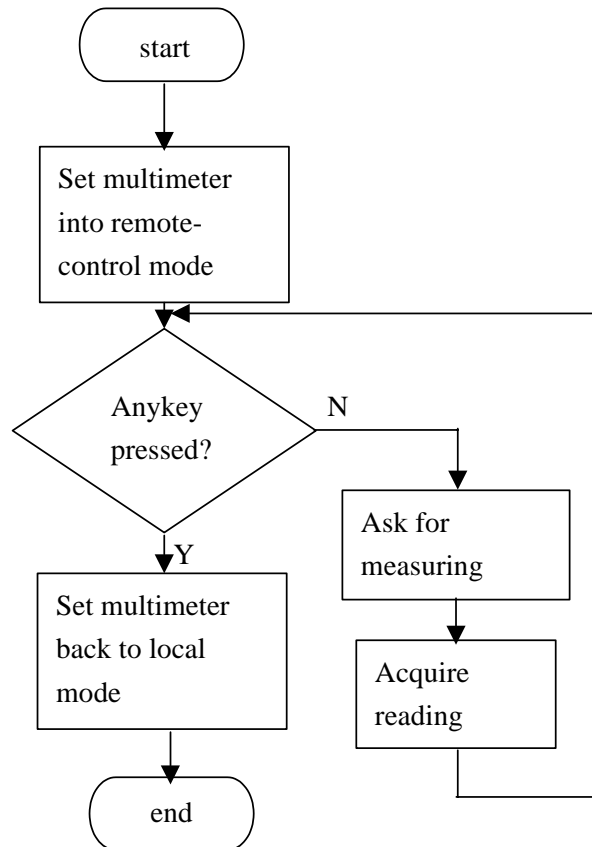 start
Set multimeter
into remote-
control mode
Anykey
pressed?
N
Ask for
measuring
Y
Set multimeter
back to local
mode
Acquire
reading
end